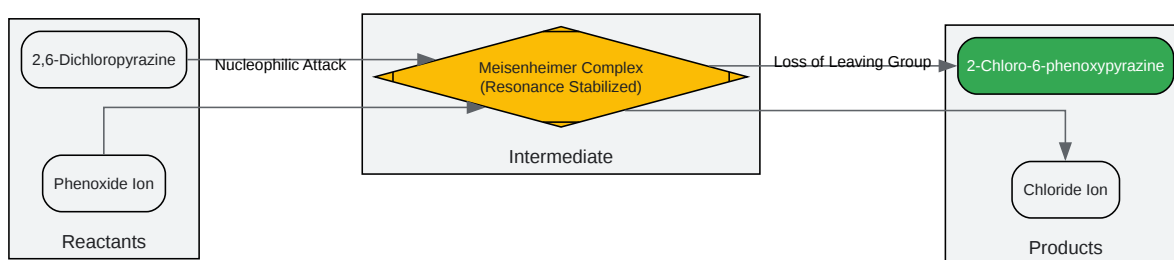 2,6-Dichloropyrazine
Nucleophilic Attack
Phenoxide Ion
Reactants
Meisenheimer Complex
(Resonance Stabilized)
Intermediate
Loss of Leaving Group
2-Chloro-6-phenoxypyrazine
Chloride Ion
Products